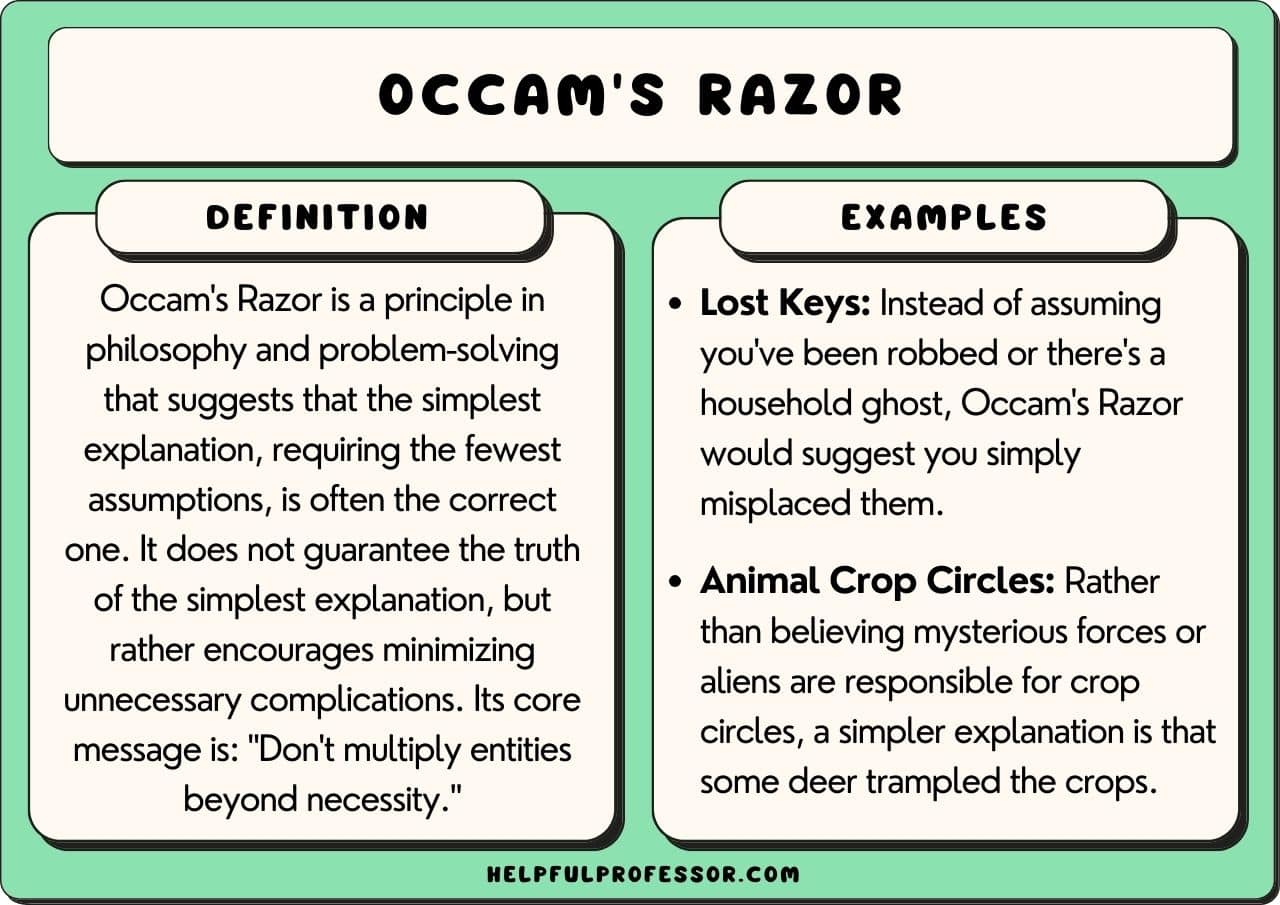 OCCAM'S RAZOR
DEFINITION
Occam's Razor is a principle in
philosophy and problem-solving
that suggests that the simplest
explanation, requiring the fewest
assumptions, is often the correct
one. It does not guarantee the truth
of the simplest explanation, but
rather encourages minimizing
unnecessary complications. Its core
message is: "Don't multiply entities
beyond necessity."
EXAMPLES
• Lost Keys: Instead of assuming
you've been robbed or there's a
household ghost, Occam's Razor
would suggest you simply
misplaced them.
• Animal Crop Circles: Rather
than believing mysterious forces or
aliens are responsible for crop
circles, a simpler explanation is that
some deer trampled the crops.
HELPFULPROFESSOR.COM